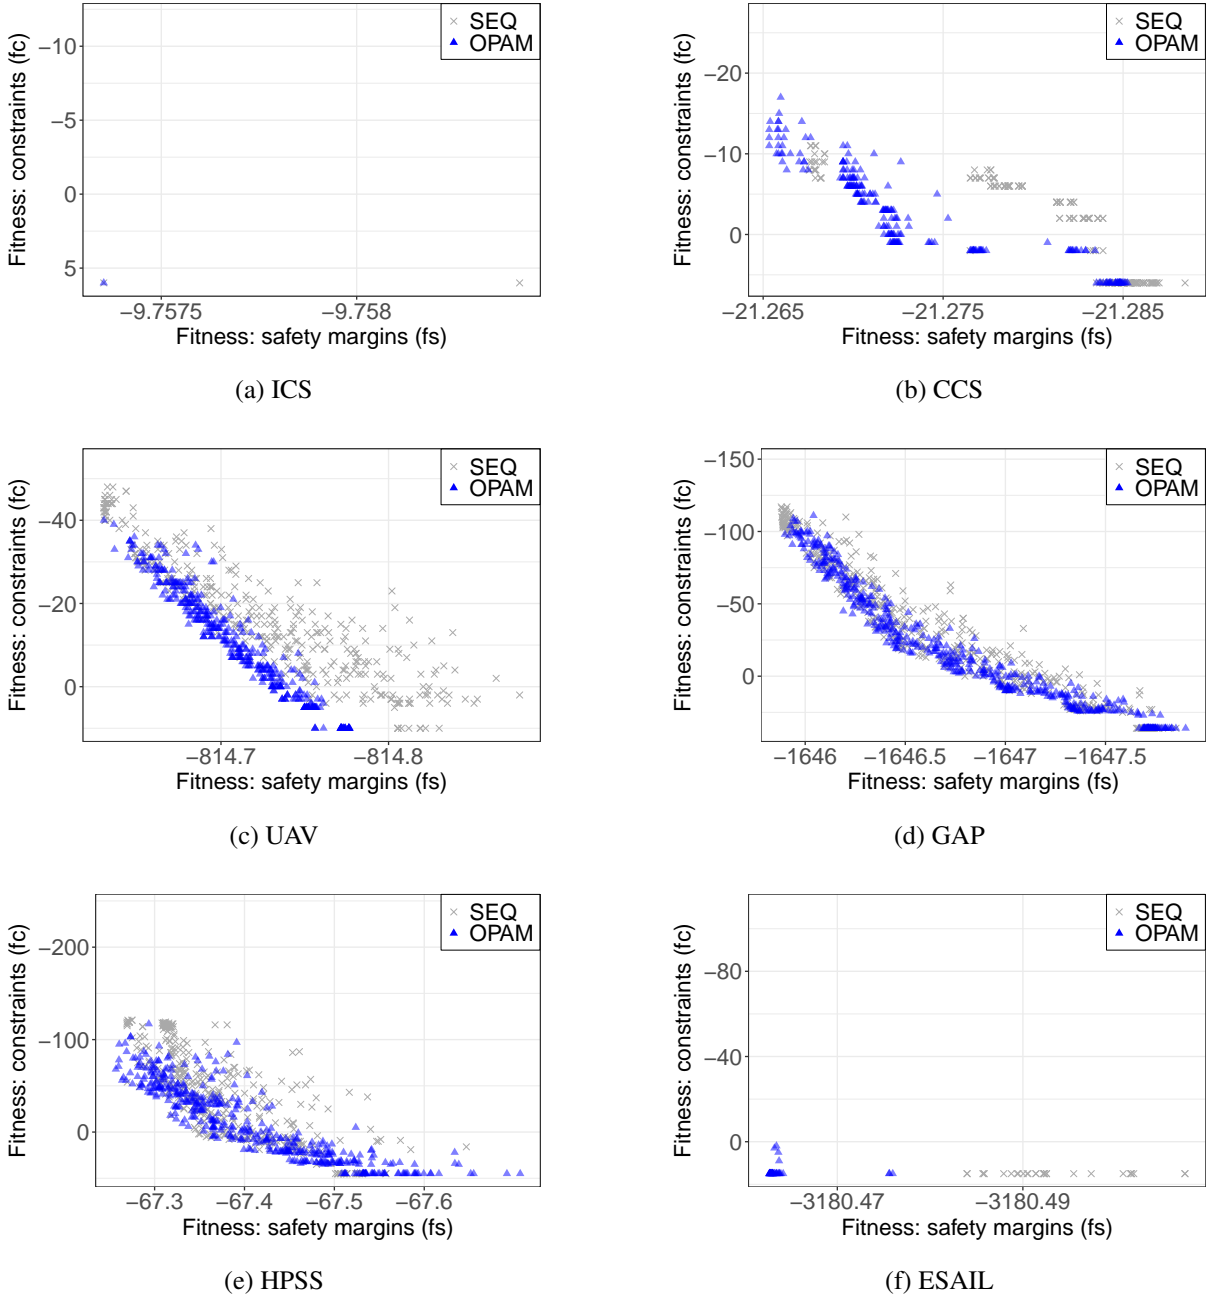 SEQ
OPAM
Fitness: constraints (fc)
−10
−5
0
5
−9.7575
−9.758
Fitness: safety margins (fs)
(a) ICS
SEQ
OPAM
Fitness: constraints (fc)
−20
−10
0
−21.265
−21.275
−21.285
Fitness: safety margins (fs)
(b) CCS
SEQ
OPAM
Fitness: constraints (fc)
−40
−20
0
−814.7
−814.8
Fitness: safety margins (fs)
(c) UAV
SEQ
OPAM
Fitness: constraints (fc)
−150
−100
−50
0
−1646
−1646.5
−1647
−1647.5
Fitness: safety margins (fs)
(d) GAP
SEQ
OPAM
Fitness: constraints (fc)
−200
−100
0
−67.3
−67.4
−67.5
−67.6
Fitness: safety margins (fs)
(e) HPSS
SEQ
OPAM
Fitness: constraints (fc)
−80
−40
0
−3180.47
−3180.49
Fitness: safety margins (fs)
(f) ESAIL